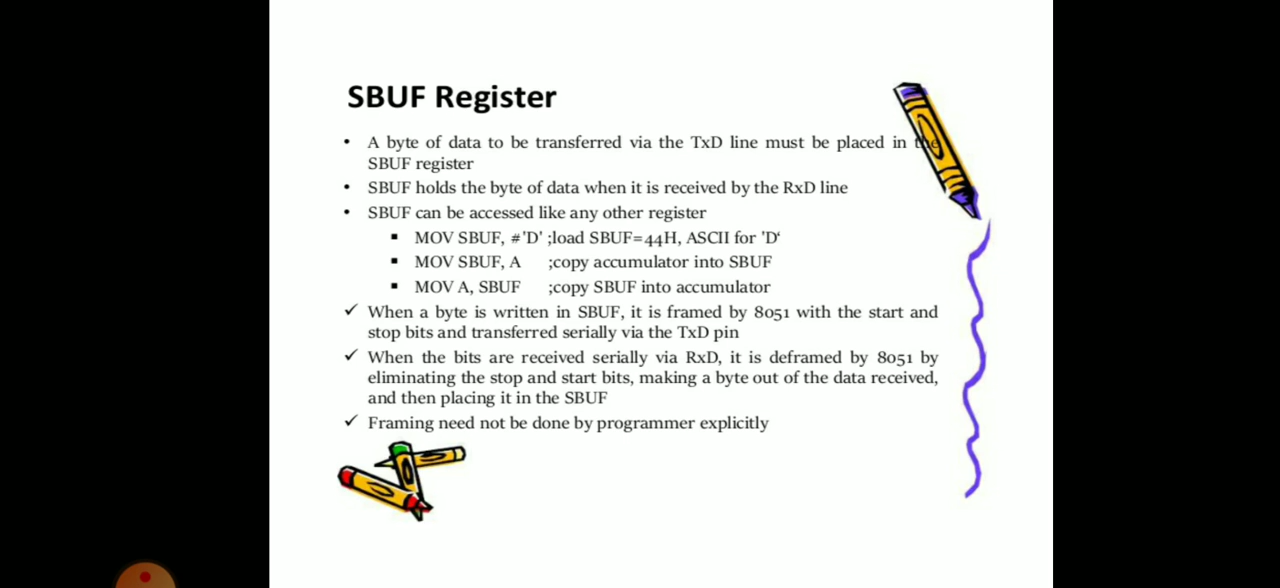 SBUF Register
• A byte of data to be transferred via the TxD line must be placed in the
SBUF register
• SBUF holds the byte of data when it is received by the RxD line
• SBUF can be accessed like any other register
▪ MOV SBUF, #'D' ;load SBUF=44H, ASCII for 'D‘
▪ MOV SBUF, A ;copy accumulator into SBUF
▪ MOV A, SBUF ;copy SBUF into accumulator
✓ When a byte is written in SBUF, it is framed by 8051 with the start and
stop bits and transferred serially via the TxD pin
✓ When the bits are received serially via RxD, it is deframed by 8051 by
eliminating the stop and start bits, making a byte out of the data received,
and then placing it in the SBUF
✓ Framing need not be done by programmer explicitly